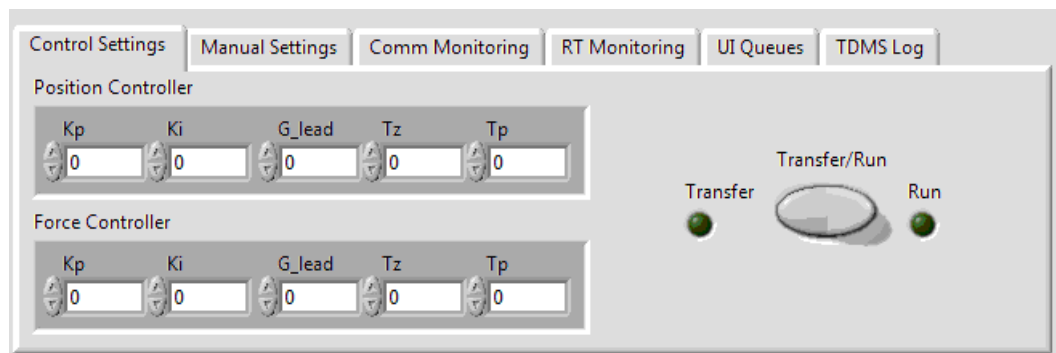 Control Settings Manual Settings Comm Monitoring RT Monitoring UI Queues TDMS Log
Position Controller
Kp Ki G_lead Tz Tp
0 0 0 0 0
Transfer/Run
Transfer Run
Force Controller
Kp Ki G_lead Tz Tp
0 0 0 0 0